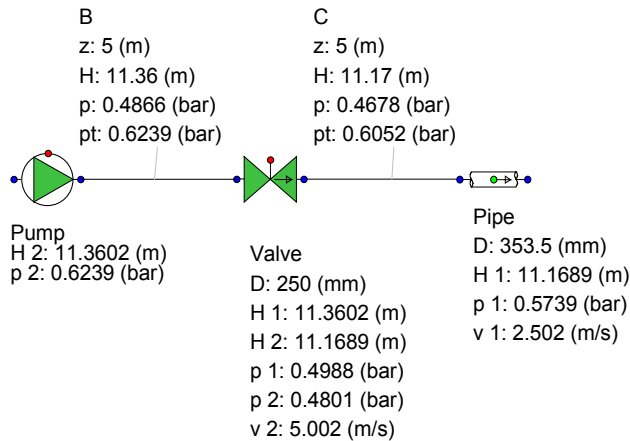 B
z: 5 (m)
H: 11.36 (m)
p: 0.4866 (bar)
pt: 0.6239 (bar)
C
z: 5 (m)
H: 11.17 (m)
p: 0.4678 (bar)
pt: 0.6052 (bar)
Pump
H 2: 11.3602 (m)
p 2: 0.6239 (bar)
Valve
D: 250 (mm)
H 1: 11.3602 (m)
H 2: 11.1689 (m)
p 1: 0.4988 (bar)
p 2: 0.4801 (bar)
v 2: 5.002 (m/s)
Pipe
D: 353.5 (mm)
H 1: 11.1689 (m)
p 1: 0.5739 (bar)
v 1: 2.502 (m/s)